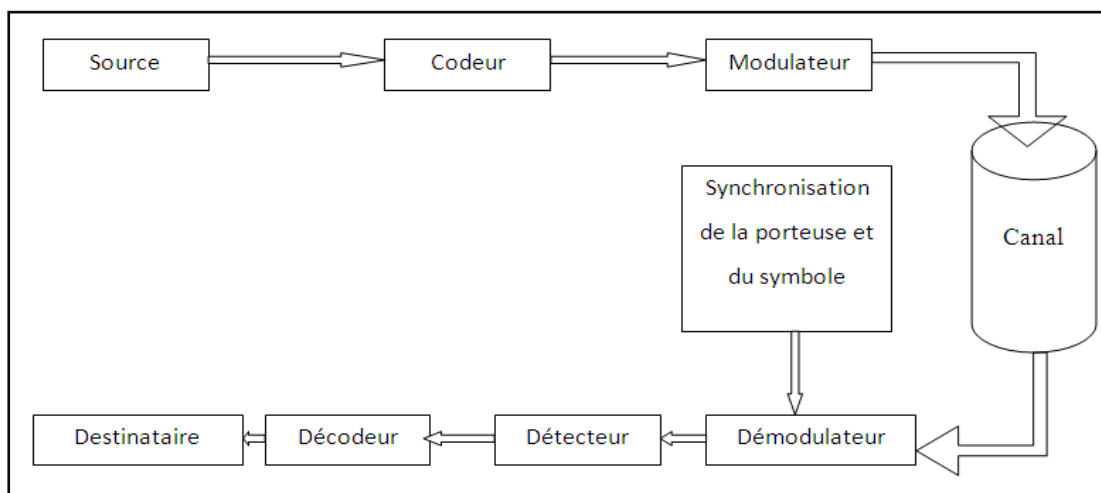 Source
Codeur
Modulateur
Synchronisation
de la porteuse et
du symbole
Canal
Destinataire
Décodeur
Détecteur
Démodulateur